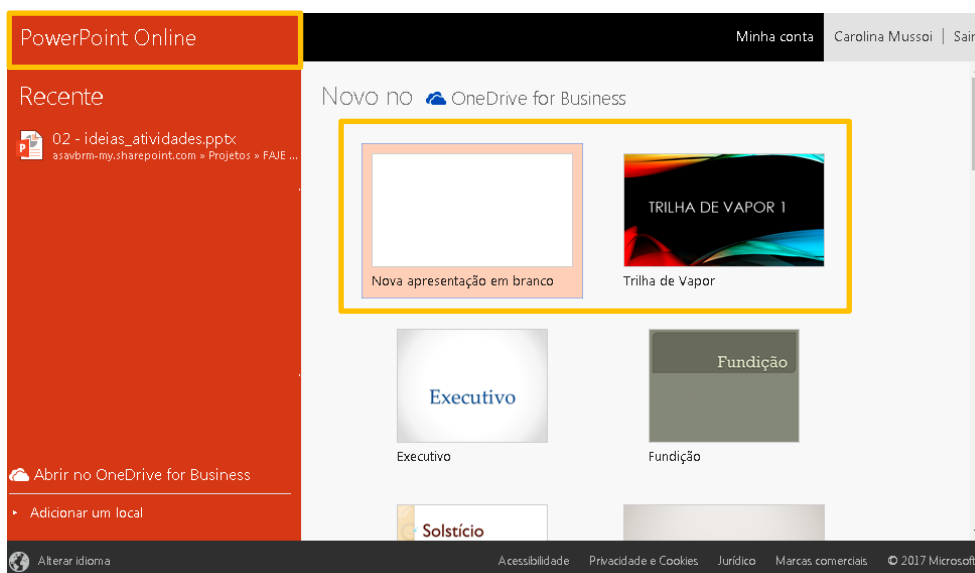 PowerPoint Online
Minha conta
Carolina Mussoi | Sair
Recente
02 - ideias_atividades.pptx
asavbrm-my.sharepoint.com » Projetos » FAJE ...
Novo no OneDrive for Business
TRILHA DE VAPOR 1
Nova apresentação em branco
Trilha de Vapor
Executivo
Fundição
Executivo
Fundição
Solstício
Abrir no OneDrive for Business
Adicionar um local
Alterar idioma
Acessibilidade Privacidade e Cookies Jurídico Marcas comerciais © 2017 Microsoft